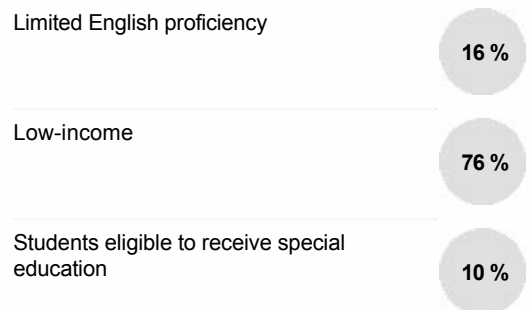 Limited English proficiency
16 %
Low-income
76 %
Students eligible to receive special
education
10 %